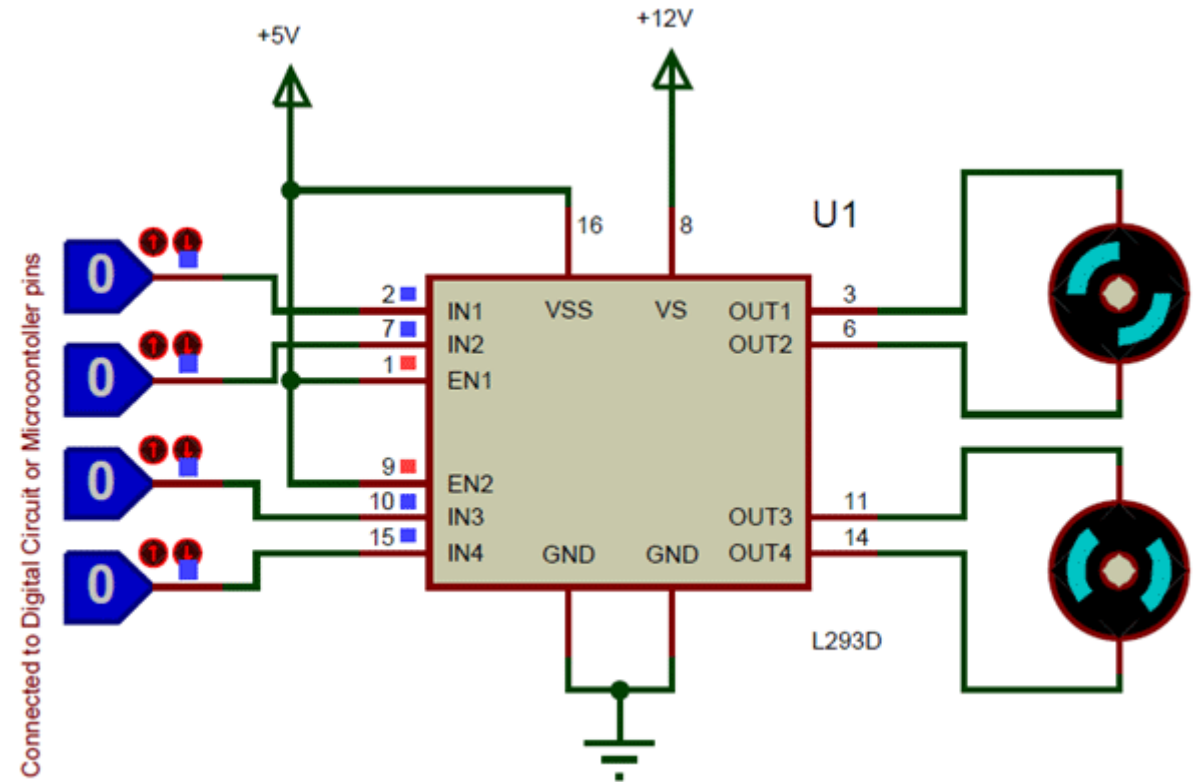 +5V
+12V
U1
16
8
0
0
0
0
2
7
1
9
10
15
IN1
IN2
EN1
EN2
IN3
IN4
VSS
VS
GND
GND
OUT1
OUT2
OUT3
OUT4
3
6
11
14
L293D
Connected to Digital Circuit or Microcontoller pins